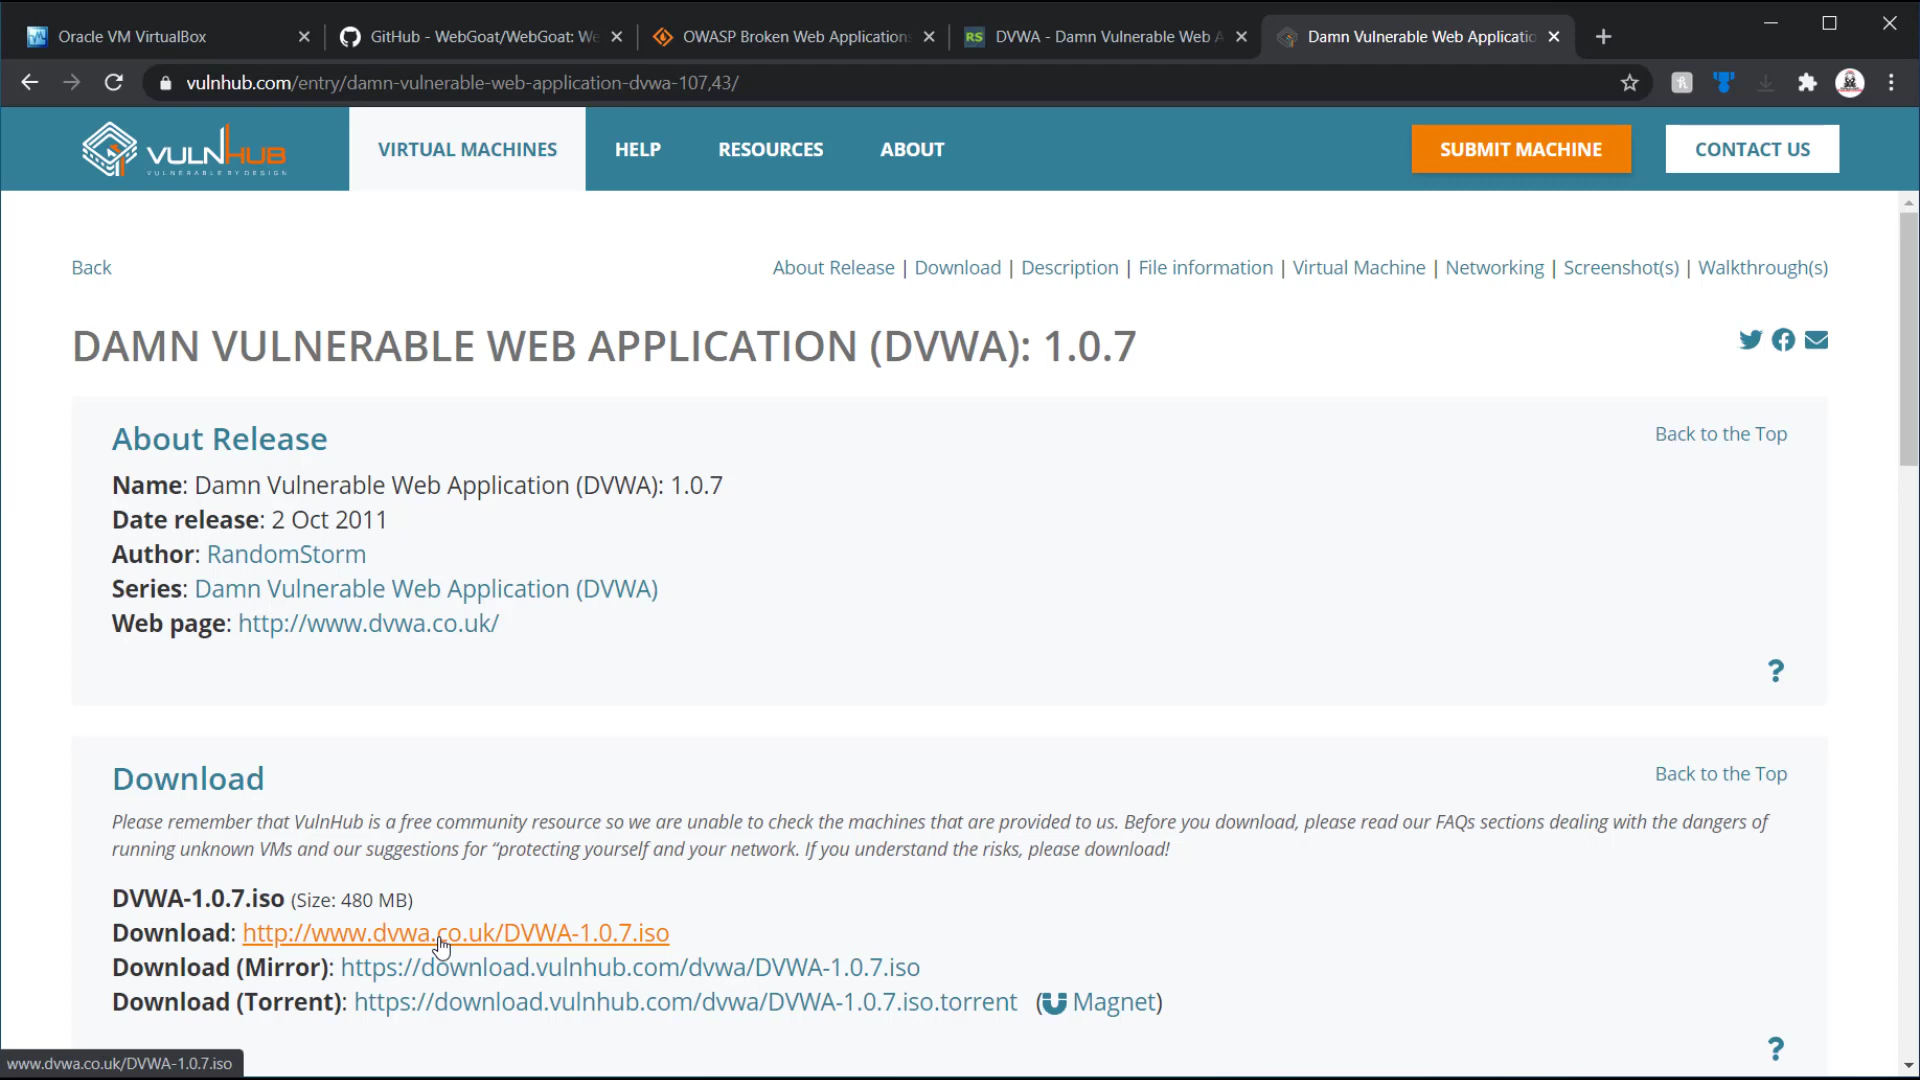 Oracle VM VirtualBox
GitHub - WebGoat/WebGoat: We
OWASP Broken Web Applications
RS DVWA - Damn Vulnerable Web A
Damn Vulnerable Web Applicatio
vulnhub.com/entry/damn-vulnerable-web-application-dvwa-107,43/
VULNHUB
VULNERABLE BY DESIGN
VIRTUAL MACHINES
HELP
RESOURCES
ABOUT
SUBMIT MACHINE
CONTACT US
Back
About Release | Download | Description | File information | Virtual Machine | Networking | Screenshot(s) | Walkthrough(s)
DAMN VULNERABLE WEB APPLICATION (DVWA): 1.0.7
About Release
Back to the Top
Name: Damn Vulnerable Web Application (DVWA): 1.0.7
Date release: 2 Oct 2011
Author: RandomStorm
Series: Damn Vulnerable Web Application (DVWA)
Web page: http://www.dvwa.co.uk/
?
Download
Back to the Top
Please remember that VulnHub is a free community resource so we are unable to check the machines that are provided to us. Before you download, please read our FAQs sections dealing with the dangers of
running unknown VMs and our suggestions for “protecting yourself and your network. If you understand the risks, please download!
DVWA-1.0.7.iso (Size: 480 MB)
Download: http://www.dvwa.co.uk/DVWA-1.0.7.iso
Download (Mirror): https://download.vulnhub.com/dvwa/DVWA-1.0.7.iso
Download (Torrent): https://download.vulnhub.com/dvwa/DVWA-1.0.7.iso.torrent (Magnet)
?
www.dvwa.co.uk/DVWA-1.0.7.iso